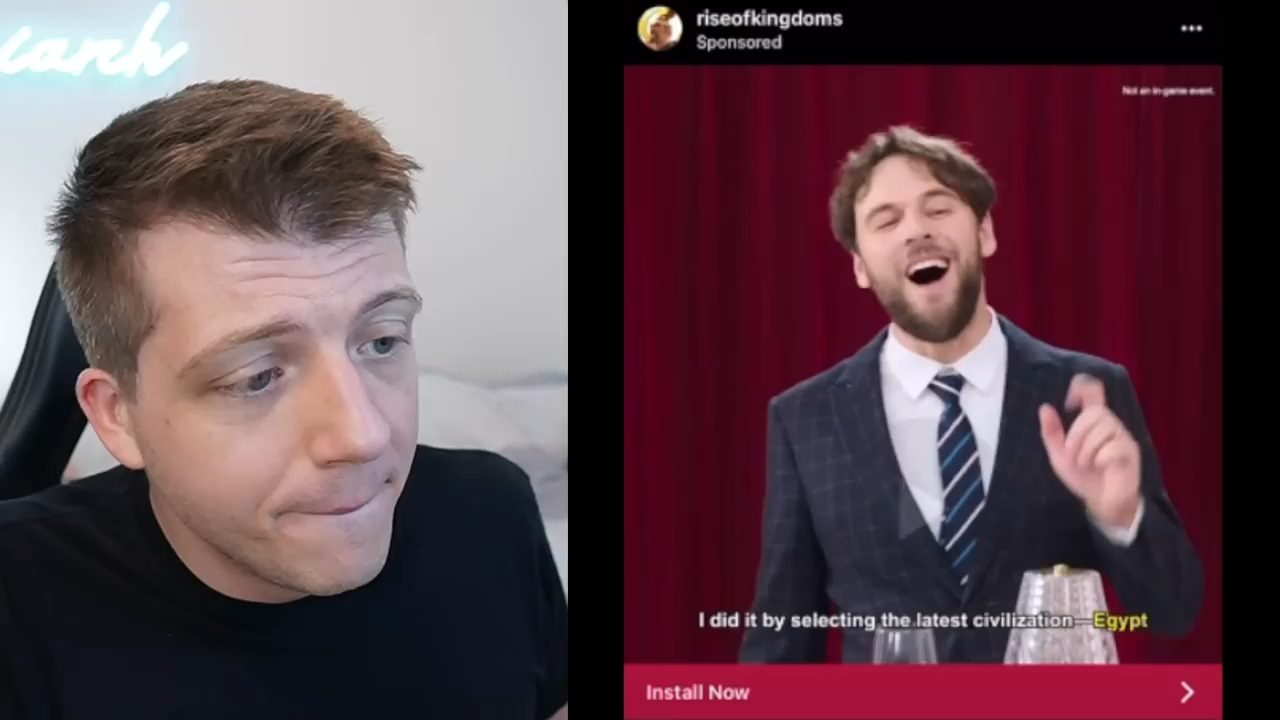 riseofkingdoms
Sponsored
Not an in-game event.
I did it by selecting the latest civilization—Egypt
Install Now